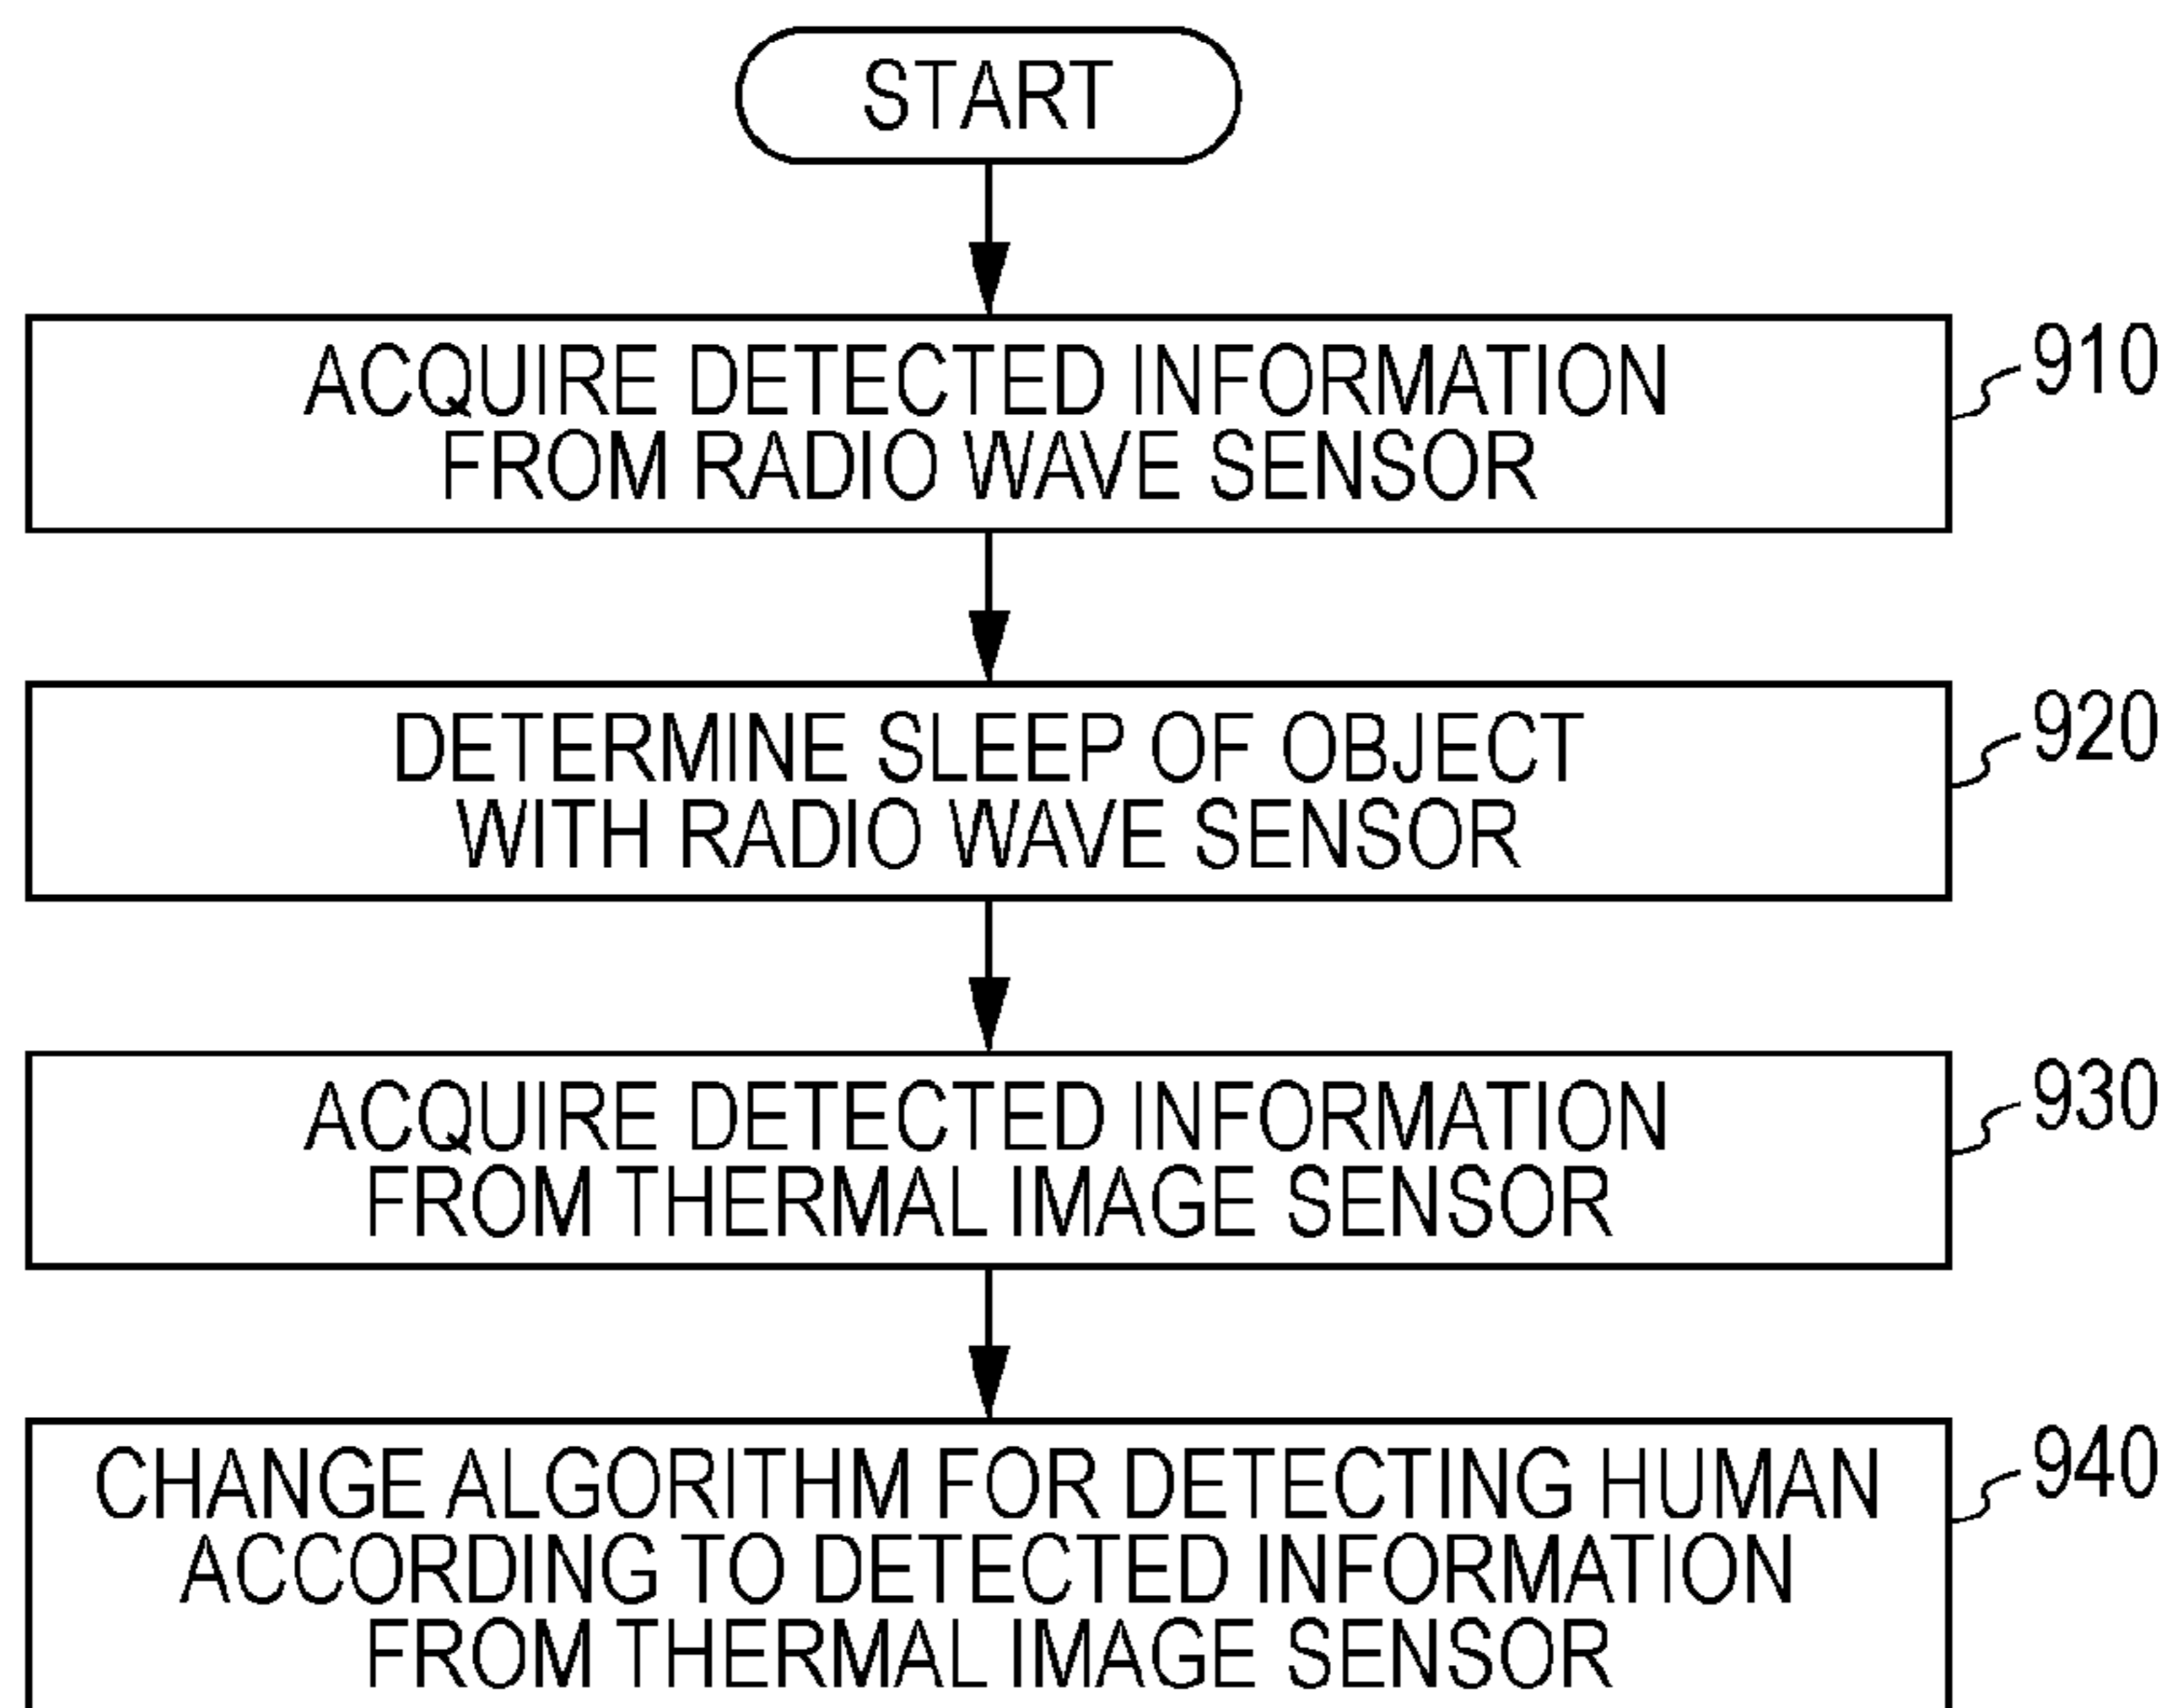 START
ACQUIRE DETECTED INFORMATION
FROM RADIO WAVE SENSOR
910
DETERMINE SLEEP OF OBJECT
WITH RADIO WAVE SENSOR
920
ACQUIRE DETECTED INFORMATION
FROM THERMAL IMAGE SENSOR
930
CHANGE ALGORITHM FOR DETECTING HUMAN
ACCORDING TO DETECTED INFORMATION
FROM THERMAL IMAGE SENSOR
940